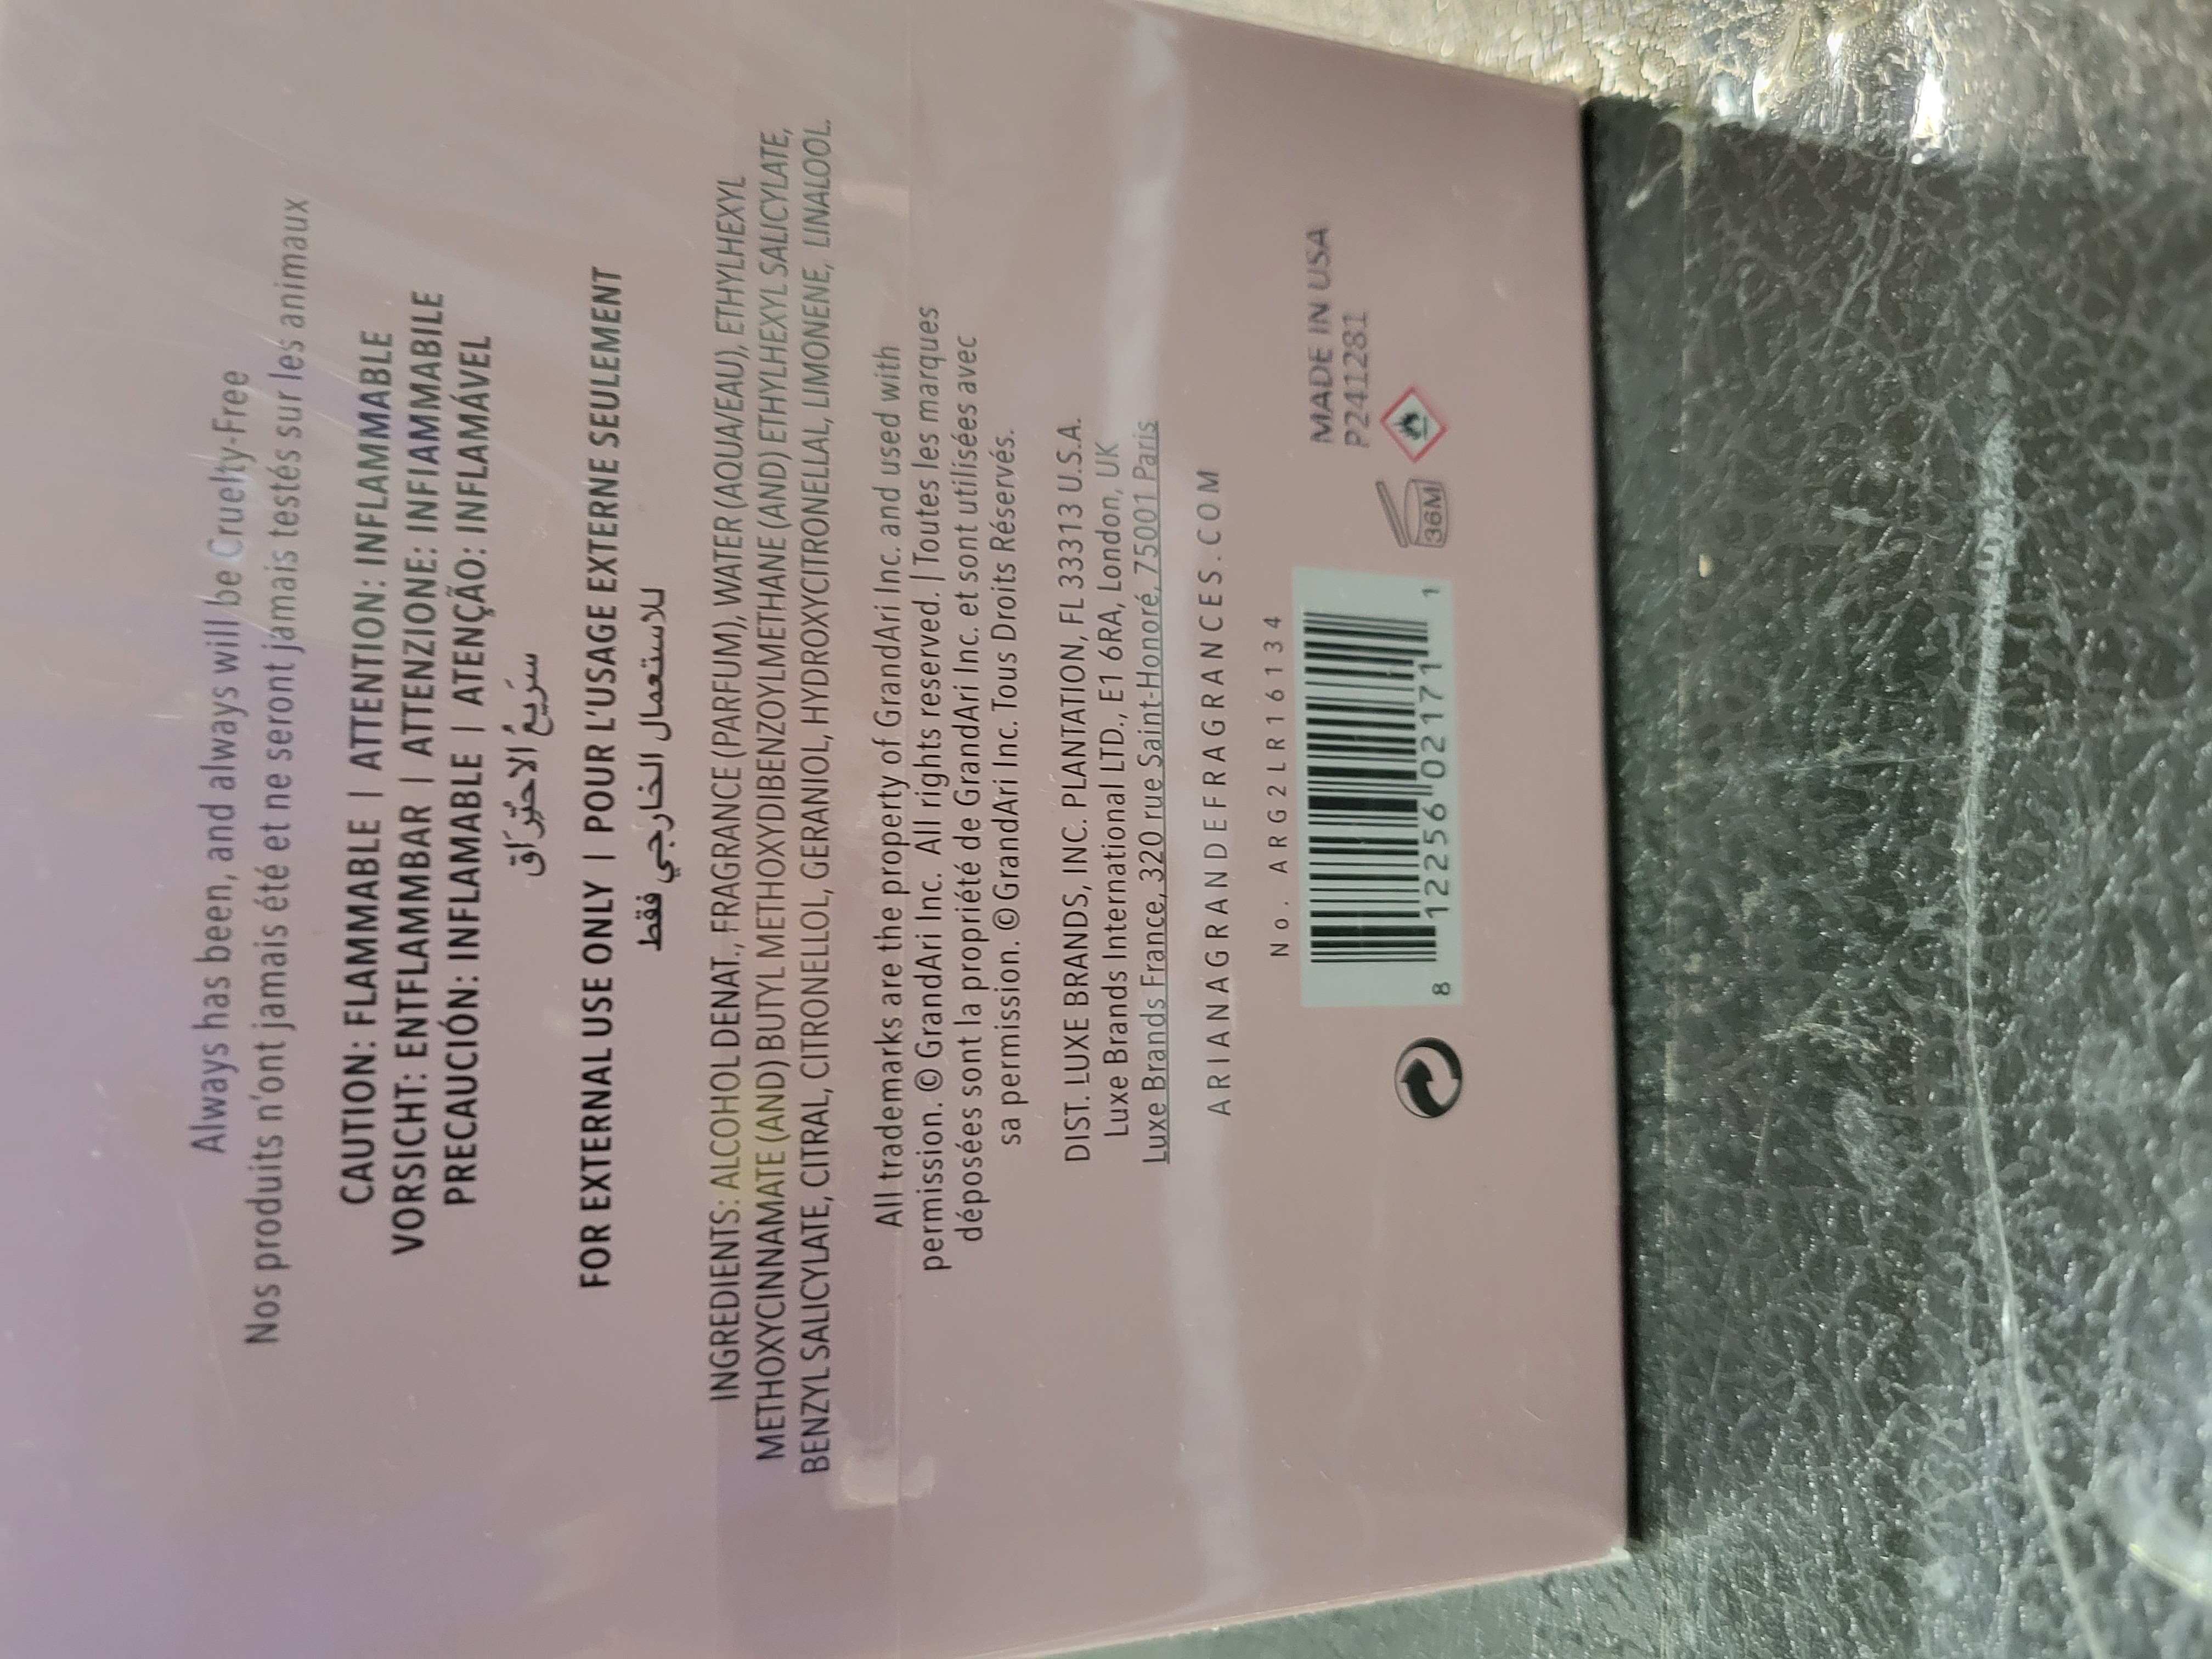 Always has been, and always will be Cruelty-Free
Nos produits n'ont jamais été et ne seront jamais testés sur les animaux
CAUTION: FLAMMABLE | ATTENTION: INFLAMMABLE
VORSICHT: ENTFLAMMBAR | ATTENZIONE: INFIAMMABILE
PRECAUCIÓN: INFLAMABLE | ATENÇÃO: INFLAMÁVEL
سَريعُ الاحتْرَاق
FOR EXTERNAL USE ONLY | POUR L'USAGE EXTERNE SEULEMENT
للاستعمال الخارجي فقط
INGREDIENTS: ALCOHOL DENAT., FRAGRANCE (PARFUM), WATER (AQUA/EAU), ETHYLHEXYL
METHOXYCINNAMATE (AND) BUTYL METHOXYDIBENZOYLMETHANE (AND) ETHYLHEXYL SALICYLATE,
BENZYL SALICYLATE, CITRAL, CITRONELLOL, GERANIOL, HYDROXYCITRONELLAL, LIMONENE, LINALOOL.
All trademarks are the property of GrandAri Inc. and used with
permission. © GrandAri Inc. All rights reserved. | Toutes les marques
déposées sont la propriété de GrandAri Inc. et sont utilisées avec
sa permission. © GrandAri Inc. Tous Droits Réservés.
DIST. LUXE BRANDS, INC. PLANTATION, FL 33313 U.S.A.
Luxe Brands International LTD., E1 6RA, London, UK
Luxe Brands France, 320 rue Saint-Honoré, 75001 Paris
ARIANAGRANDEFRAGRANCES.COM
No. ARG2LR16134
MADE IN USA
P241281
8 12256 02171 1
36M